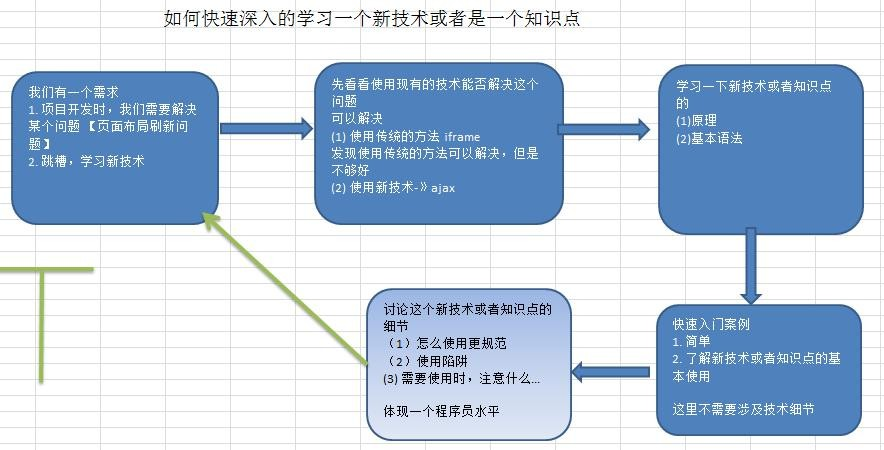 如何快速深入的学习一个新技术或者是一个知识点
我们有一个需求
1. 项目开发时，我们需要解决
某个问题 【页面布局刷新问
题】
2. 跳槽，学习新技术
先看看使用现有的技术能否解决这个
问题
可以解决
(1) 使用传统的方法 iframe
发现使用传统的方法可以解决，但是
不够好
(2) 使用新技术-》ajax
学习一下新技术或者知识点
的
(1)原理
(2)基本语法
快速入门案例
1. 简单
2. 了解新技术或者知识点的基
本使用
这里不需要涉及技术细节
讨论这个新技术或者知识点的
细节
（1）怎么使用更规范
（2）使用陷阱
(3) 需要使用时，注意什么...
体现一个程序员水平